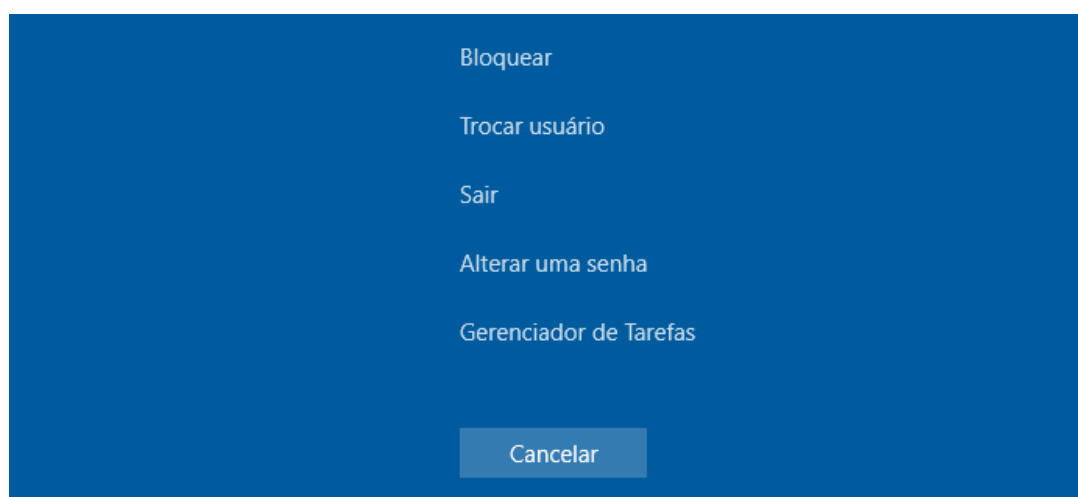 Bloquear
Trocar usuário
Sair
Alterar uma senha
Gerenciador de Tarefas
Cancelar